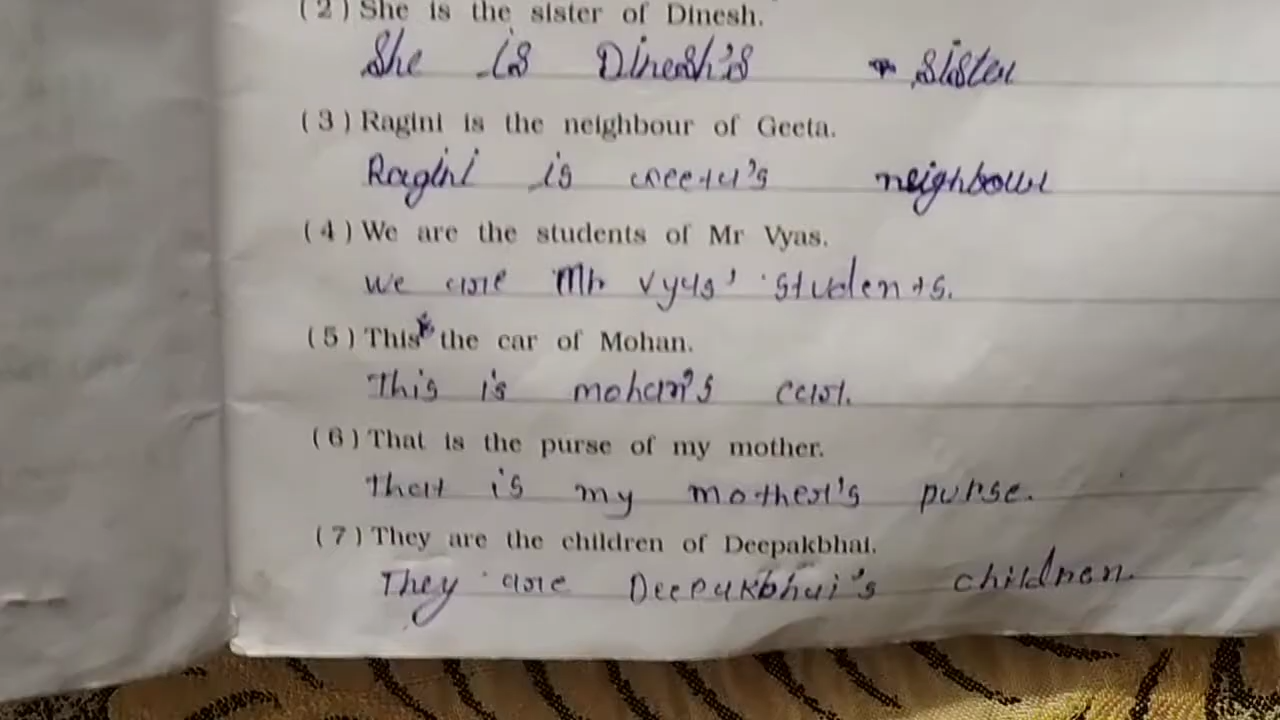 (2) She is the sister of Dinesh.
She is Dinesh's sister
(3) Ragini is the neighbour of Geeta.
Ragini is Geeta's neighbour
(4) We are the students of Mr Vyas.
We are Mr Vyas' students.
(5) This the car of Mohan.
This is mohan's car.
(6) That is the purse of my mother.
That is my mother's purse.
(7) They are the children of Deepakbhai.
They are Deepakbhai's children.